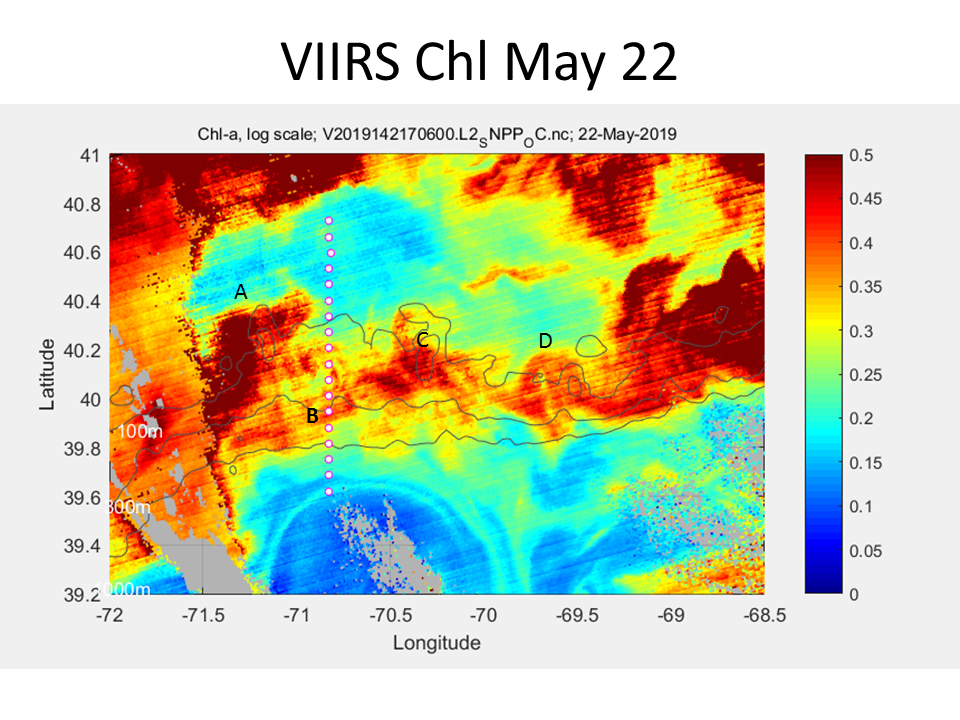 VIIRS Chl May 22
Chl-a, log scale; V2019142170600.L2SNPPOC.nc; 22-May-2019
41
40.8
40.6
40.4
40.2
40
39.8
39.6
39.4
39.2
Latitude
A
C
D
B
100m
300m
1000m
-72
-71.5
-71
-70.5
-70
-69.5
-69
-68.5
Longitude
0.5
0.45
0.4
0.35
0.3
0.25
0.2
0.15
0.1
0.05
0